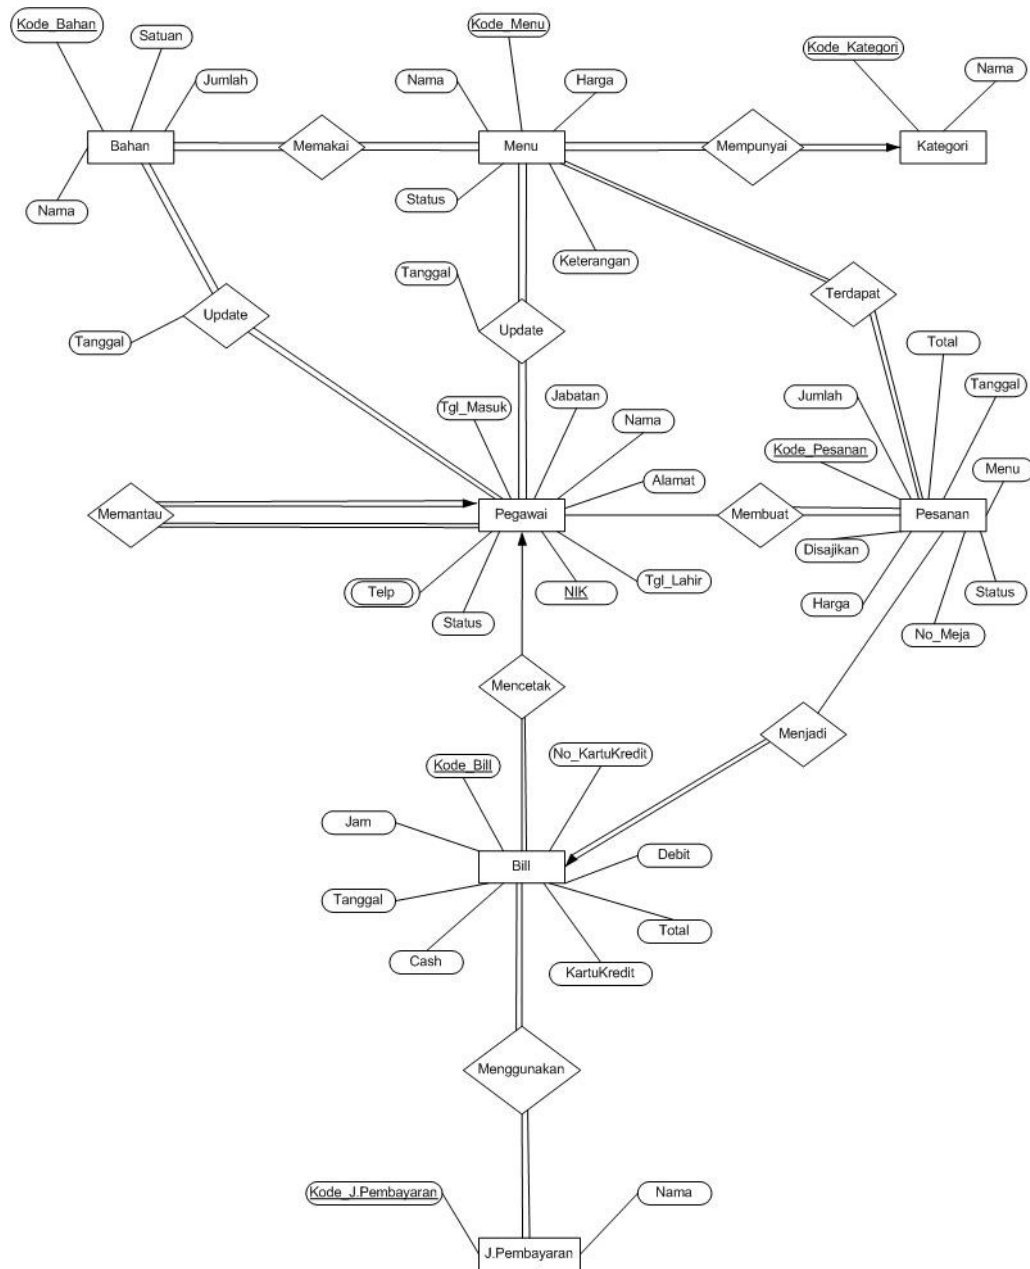 Kode_Bahan
Satuan
Jumlah
Kode_Menu
Nama
Harga
Kode_Kategori
Nama
Bahan
Memakai
Menu
Mempunyai
Kategori
Nama
Status
Keterangan
Tanggal
Update
Tanggal
Update
Terdapat
Total
Tanggal
Jumlah
Kode_Pesanan
Menu
Tgl_Masuk
Jabatan
Nama
Alamat
Memantau
Pegawai
Membuat
Pesanan
Disajikan
Telp
Status
NIK
Tgl_Lahir
Harga
No_Meja
Status
Mencetak
Menjadi
Kode_Bill
No_KartuKredit
Jam
Bill
Debit
Tanggal
Cash
KartuKredit
Total
Menggunakan
Kode_J.Pembayaran
Nama
J.Pembayaran